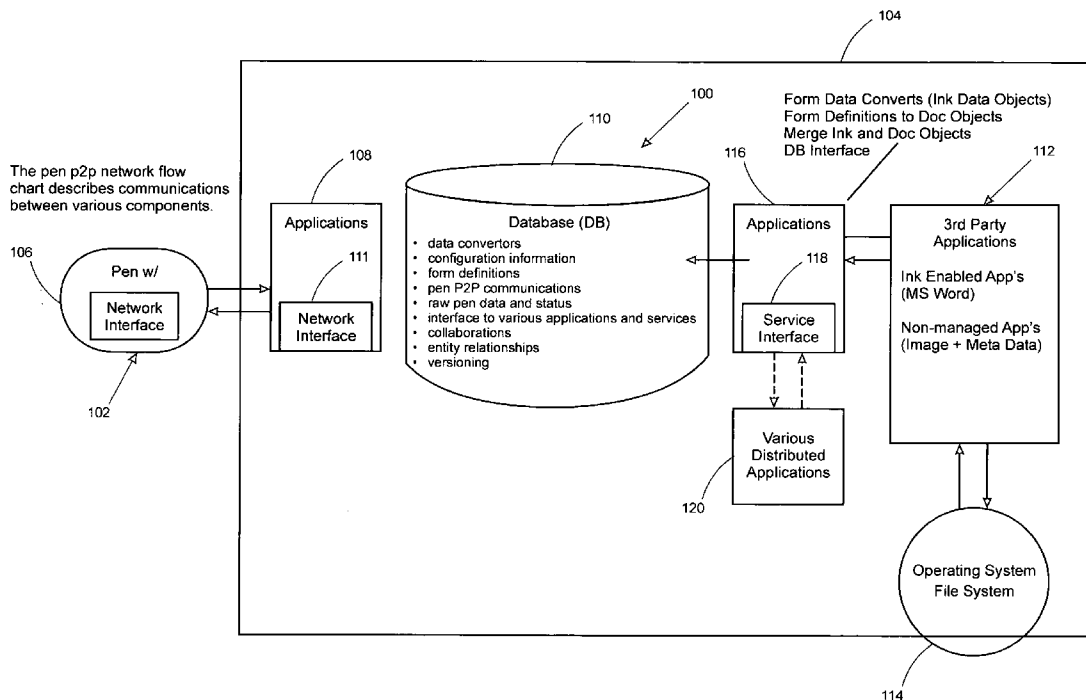 104
Form Data Converts (Ink Data Objects)
Form Definitions to Doc Objects
Merge Ink and Doc Objects
DB Interface
100
110
108
116
112
The pen p2p network flow
chart describes communications
between various components.
106
Pen w/
Network
Interface
102
Applications
111
Network
Interface
Database (DB)
• data convertors
• configuration information
• form definitions
• pen P2P communications
• raw pen data and status
• interface to various applications and services
• collaborations
• entity relationships
• versioning
Applications
118
Service
Interface
3rd Party
Applications
Ink Enabled App's
(MS Word)
Non-managed App's
(Image + Meta Data)
Various
Distributed
Applications
120
Operating System
File System
114